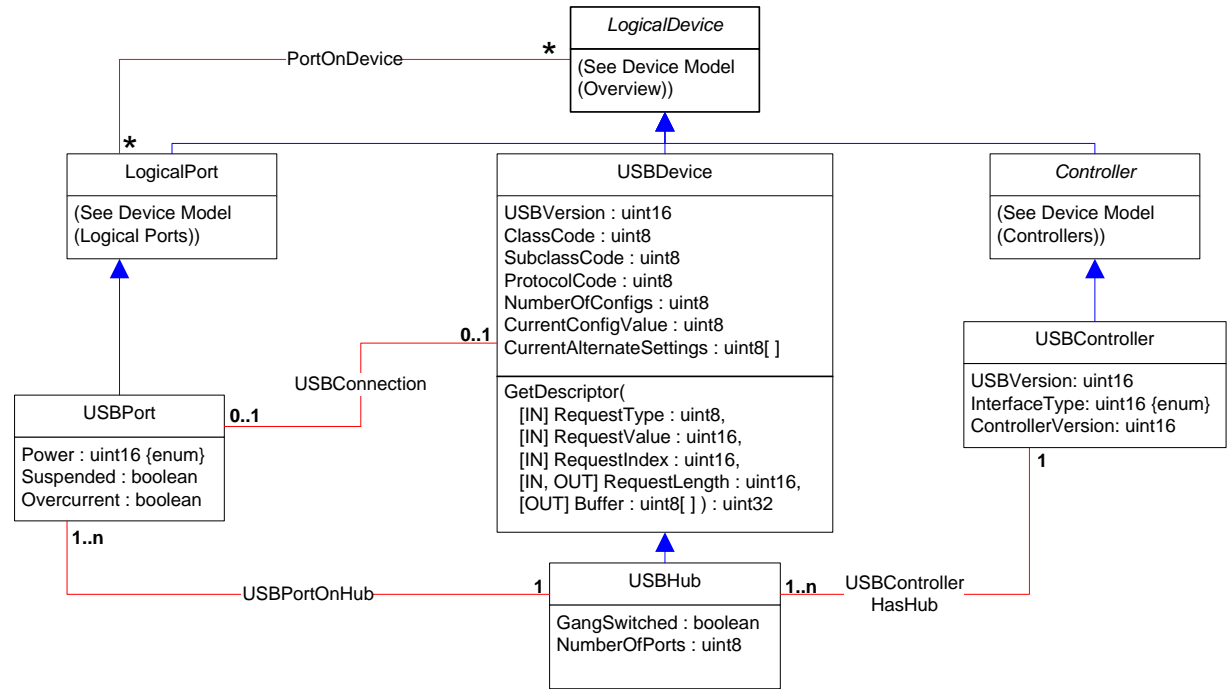 LogicalDevice
(See Device Model
(Overview))
PortOnDevice
*
*
LogicalPort
(See Device Model
(Logical Ports))
USBDevice
USBVersion : uint16
ClassCode : uint8
SubclassCode : uint8
ProtocolCode : uint8
NumberOfConfigs : uint8
CurrentConfigValue : uint8
CurrentAlternateSettings : uint8[ ]
GetDescriptor(
[IN] RequestType : uint8,
[IN] RequestValue : uint16,
[IN] RequestIndex : uint16,
[IN, OUT] RequestLength : uint16,
[OUT] Buffer : uint8[ ] ) : uint32
Controller
(See Device Model
(Controllers))
0..1
USBConnection
0..1
USBPort
Power : uint16 {enum}
Suspended : boolean
Overcurrent : boolean
USBController
USBVersion: uint16
InterfaceType: uint16 {enum}
ControllerVersion: uint16
1
1..n
USBPortOnHub
1
USBHub
GangSwitched : boolean
NumberOfPorts : uint8
1..n
USBController
HasHub